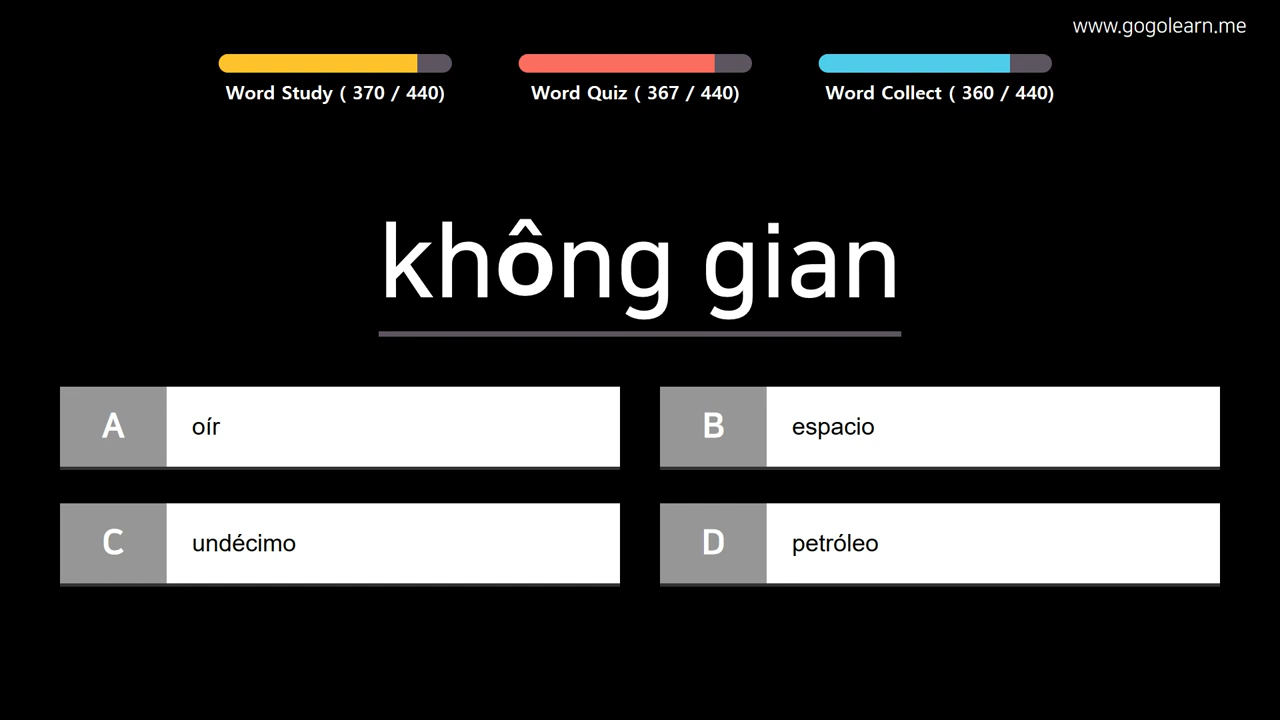 www.gogolearn.me
Word Study ( 370 / 440)
Word Quiz ( 367 / 440)
Word Collect ( 360 / 440)
không gian
A oír
B espacio
C undécimo
D petróleo